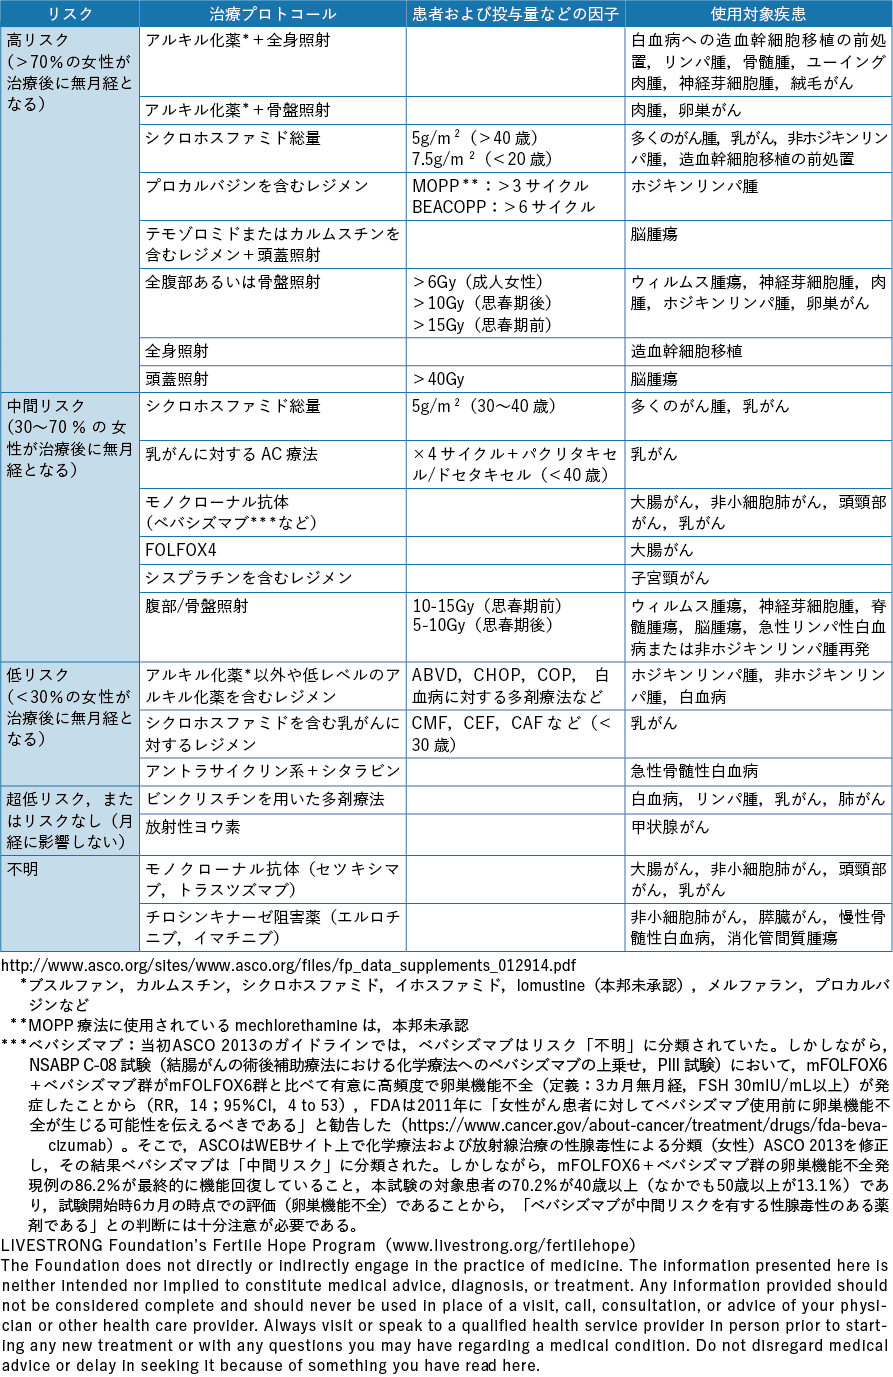 リスク 治療プロトコール 患者および投与量などの因子 使用対象疾患
高リスク
(>70％の女性が
治療後に無月経と
なる)
アルキル化薬*＋全身照射
白血病への造血幹細胞移植の前処
置，リンパ腫，骨髄腫，ユーイング
肉腫，神経芽細胞腫，絨毛がん
アルキル化薬*＋骨盤照射
肉腫，卵巣がん
シクロホスファミド総量
5g/m²（＞40 歳）
7.5g/m²（＜20 歳）
多くのがん腫，乳がん，非ホジキンリン
パ腫，造血幹細胞移植の前処置
プロカルバジンを含むレジメン
MOPP**：＞3 サイクル
BEACOPP：＞6 サイクル
ホジキンリンパ腫
テモゾロミドまたはカルムスチンを
含むレジメン＋頭蓋照射
脳腫瘍
全腹部あるいは骨盤照射
＞6Gy（成人女性）
＞10Gy（思春期後）
＞15Gy（思春期前）
ウィルムス腫瘍，神経芽細胞腫，肉
腫，ホジキンリンパ腫，卵巣がん
全身照射
造血幹細胞移植
頭蓋照射
＞40Gy
脳腫瘍
中間リスク
(30～70％の女
性が治療後に無月
経となる)
シクロホスファミド総量
5g/m²（30～40 歳）
多くのがん腫，乳がん
乳がんに対する AC 療法
×4 サイクル＋パクリタキセ
ル/ドセタキセル（＜40 歳）
乳がん
モノクローナル抗体
（ベバシズマブ***など）
大腸がん，非小細胞肺がん，頭頸部
がん，乳がん
FOLFOX4
大腸がん
シスプラチンを含むレジメン
子宮頸がん
腹部/骨盤照射
10-15Gy（思春期前）
5-10Gy（思春期後）
ウィルムス腫瘍，神経芽細胞腫，脊
髄腫瘍，脳腫瘍，急性リンパ性白血
病または非ホジキンリンパ腫再発
低リスク
(＜30％の女性が
治療後に無月経と
なる)
アルキル化薬*以外や低レベルのア
ルキル化薬を含むレジメン
ABVD，CHOP，COP， 白
血病に対する多剤療法など
ホジキンリンパ腫，非ホジキンリン
パ腫，白血病
シクロホスファミドを含む乳がんに
対するレジメン
CMF，CEF，CAF など（＜
30 歳）
乳がん
アントラサイクリン系＋シタラビン
急性骨髄性白血病
超低リスク，また
はリスクなし（月
経に影響しない）
ビンクリスチンを用いた多剤療法
白血病，リンパ腫，乳がん，肺がん
放射性ヨウ素
甲状腺がん
不明
モノクローナル抗体（セツキシマ
ブ，トラスツズマブ）
大腸がん，非小細胞肺がん，頭頸部
がん，乳がん
チロシンキナーゼ阻害薬（エルロチ
ニブ，イマチニブ）
非小細胞肺がん，膵臓がん，慢性骨
髄性白血病，消化管間質腫瘍
http://www.asco.org/sites/www.asco.org/files/fp_data_supplements_012914.pdf
*ブスルファン，カルムスチン，シクロホスファミド，イホスファミド，lomustine（本邦未承認），メルファラン，プロカルバ
ジンなど
**MOPP 療法に使用されている mechlorethamine は，本邦未承認
***ベバシズマブ：当初ASCO 2013のガイドラインでは，ベバシズマブはリスク「不明」に分類されていた。しかしながら，
NSABP C-08 試験（結腸がんの術後補助療法における化学療法へのベバシズマブの上乗せ，PIII 試験）において，mFOLFOX6
＋ベバシズマブ群がmFOLFOX6群と比べて有意に高頻度で卵巣機能不全（定義：3カ月無月経，FSH 30mIU/mL以上）が発
症したことから（RR，14；95％CI，4 to 53），FDAは2011年に「女性がん患者に対してベバシズマブ使用前に卵巣機能不
全が生じる可能性を伝えるべきである」と勧告した（https://www.cancer.gov/about-cancer/treatment/drugs/fda-beva-
cizumab）。そこで，ASCOはWEBサイト上で化学療法および放射線治療の性腺毒性による分類（女性）ASCO 2013を修正
し，その結果ベバシズマブは「中間リスク」に分類された。しかしながら，mFOLFOX6＋ベバシズマブ群の卵巣機能不全発
現例の86.2％が最終的に機能回復していること，本試験の対象患者の70.2％が40歳以上（なかでも50歳以上が13.1％）であ
り，試験開始時6カ月の時点での評価（卵巣機能不全）であることから，「ベバシズマブが中間リスクを有する性腺毒性のある薬
剤である」との判断には十分注意が必要である。
LIVESTRONG Foundation's Fertile Hope Program（www.livestrong.org/fertilehope）
The Foundation does not directly or indirectly engage in the practice of medicine. The information presented here is
neither intended nor implied to constitute medical advice, diagnosis, or treatment. Any information provided should
not be considered complete and should never be used in place of a visit, call, consultation, or advice of your physi-
cian or other health care provider. Always visit or speak to a qualified health service provider in person prior to start-
ing any new treatment or with any questions you may have regarding a medical condition. Do not disregard medical
advice or delay in seeking it because of something you have read here.